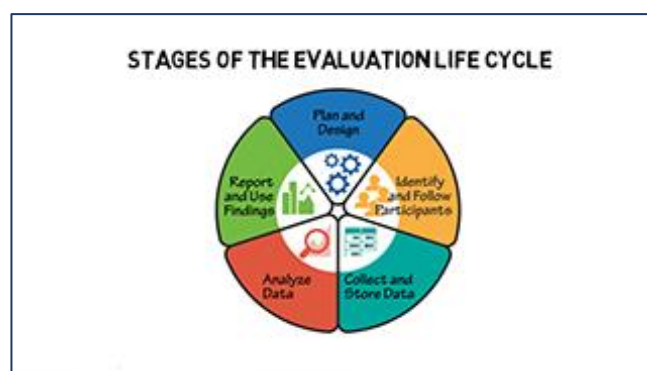 STAGES OF THE EVALUATION LIFE CYCLE
Plan and
Design
Identify
and Follow
Participants
Collect and
Store Data
Analyze
Data
Report
and Use
Findings